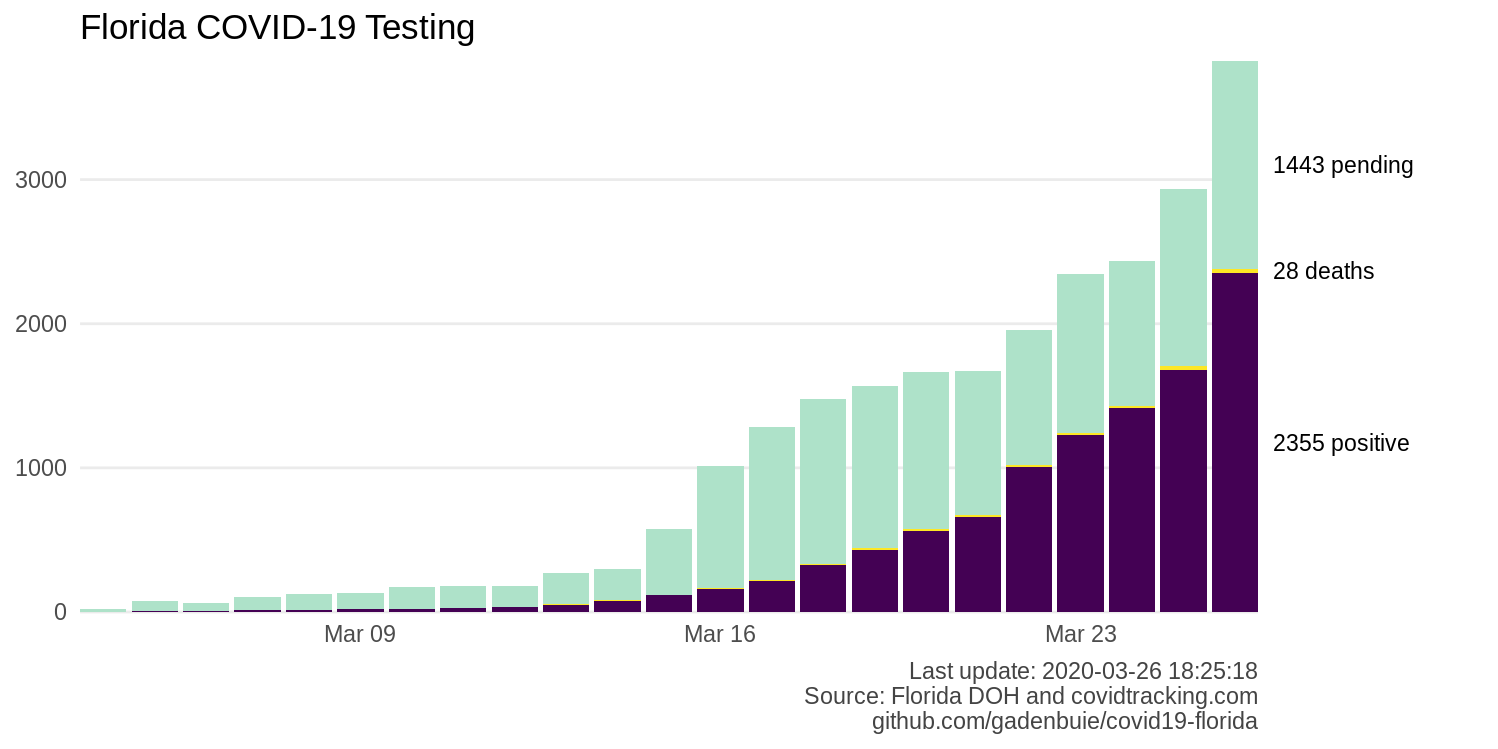 Florida COVID-19 Testing
3000
2000
1000
0
1443 pending
28 deaths
2355 positive
Mar 09
Mar 16
Mar 23
Last update: 2020-03-26 18:25:18
Source: Florida DOH and covidtracking.com
github.com/gadenbuie/covid19-florida